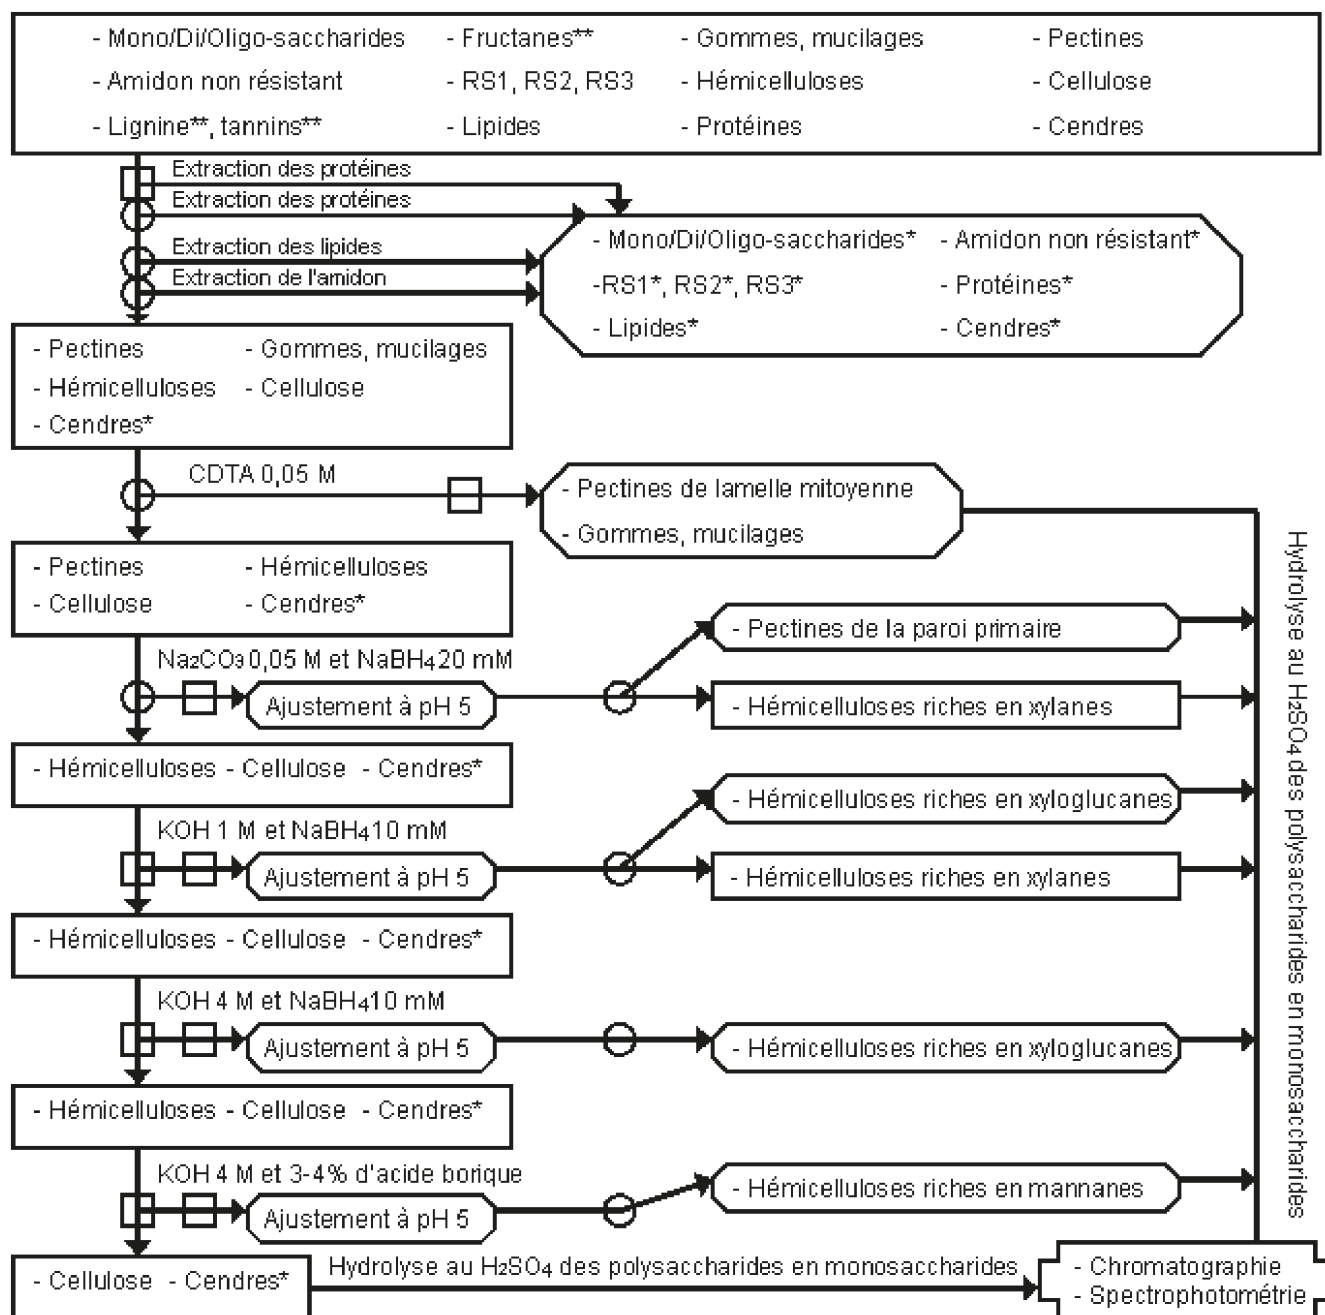 - Mono/Di/Oligo-saccharides - Fructanes** - Gommes, mucilages - Pectines
- Amidon non résistant - RS1, RS2, RS3 - Hémicelluloses - Cellulose
- Lignine**, tannins** - Lipides - Protéines - Cendres
Extraction des protéines
Extraction des protéines
Extraction des lipides
Extraction de l'amidon
- Mono/Di/Oligo-saccharides* - Amidon non résistant*
-RS1*, RS2*, RS3* - Protéines*
- Lipides* - Cendres*
- Pectines - Gommes, mucilages
- Hémicelluloses - Cellulose
- Cendres*
CDTA 0,05 M
- Pectines de lamelle mitoyenne
- Gommes, mucilages
- Pectines - Hémicelluloses
- Cellulose - Cendres*
Na₂CO₃ 0,05 M et NaBH₄ 20 mM
Ajustement à pH 5
- Pectines de la paroi primaire
- Hémicelluloses riches en xylanes
- Hémicelluloses - Cellulose - Cendres*
KOH 1 M et NaBH₄ 10 mM
Ajustement à pH 5
- Hémicelluloses riches en xyloglucanes
- Hémicelluloses riches en xylanes
- Hémicelluloses - Cellulose - Cendres*
KOH 4 M et NaBH₄ 10 mM
Ajustement à pH 5
- Hémicelluloses riches en xyloglucanes
- Hémicelluloses - Cellulose - Cendres*
KOH 4 M et 3-4% d'acide borique
Ajustement à pH 5
- Hémicelluloses riches en mannanes
Hydrolyse au H₂SO₄ des polysaccharides en monosaccharides
- Cellulose - Cendres*
Hydrolyse au H₂SO₄ des polysaccharides en monosaccharides
- Chromatographie
- Spectrophotométrie